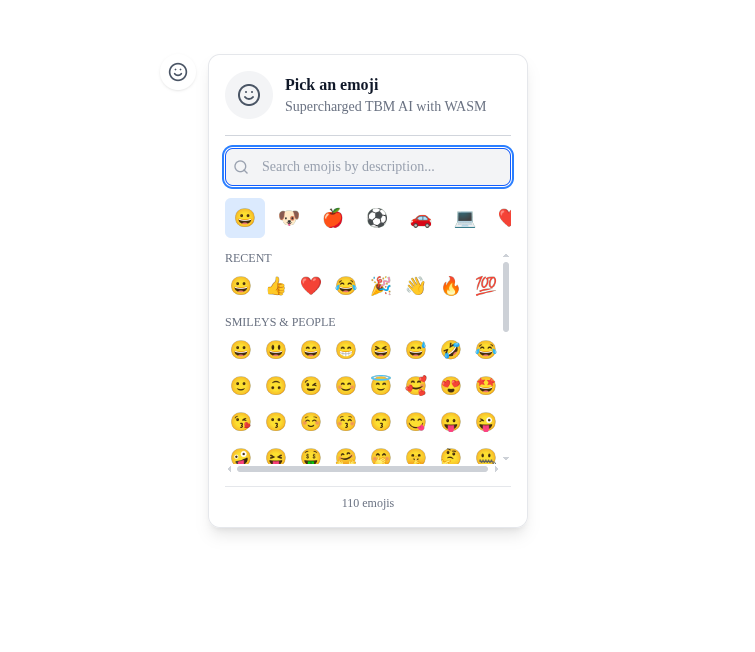 Pick an emoji
Supercharged TBM AI with WASM
Search emojis by description...
RECENT
SMILEYS & PEOPLE
110 emojis